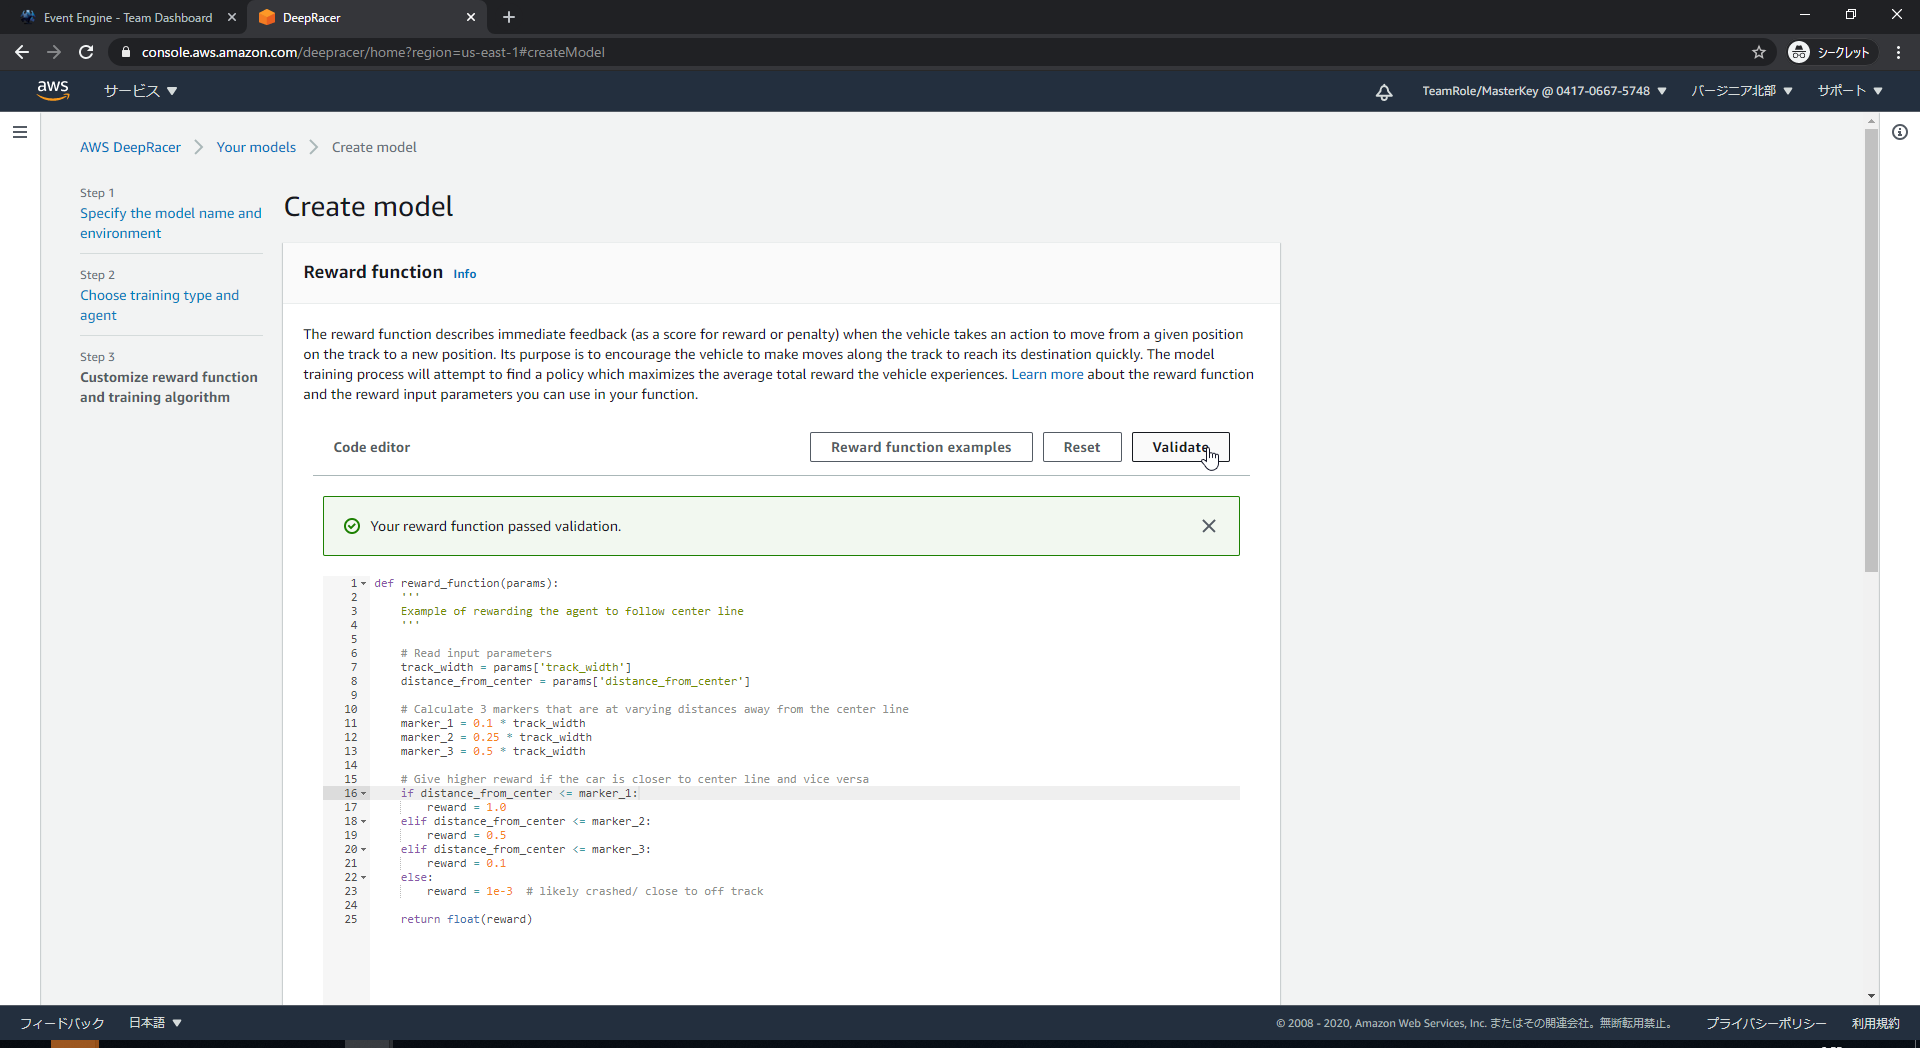 Event Engine - Team Dashboard
DeepRacer
console.aws.amazon.com/deepracer/home?region=us-east-1#createModel
シークレット
aws
サービス
TeamRole/MasterKey @ 0417-0667-5748
バージニア北部
サポート
AWS DeepRacer
Your models
Create model
Step 1
Specify the model name and
environment
Step 2
Choose training type and
agent
Step 3
Customize reward function
and training algorithm
Create model
Reward function Info
The reward function describes immediate feedback (as a score for reward or penalty) when the vehicle takes an action to move from a given position
on the track to a new position. Its purpose is to encourage the vehicle to make moves along the track to reach its destination quickly. The model
training process will attempt to find a policy which maximizes the average total reward the vehicle experiences. Learn more about the reward function
and the reward input parameters you can use in your function.
Code editor
Reward function examples
Reset
Validate
Your reward function passed validation.
1 def reward_function(params):
2     '''
3     Example of rewarding the agent to follow center line
4     '''
5
6     # Read input parameters
7     track_width = params['track_width']
8     distance_from_center = params['distance_from_center']
9
10     # Calculate 3 markers that are at varying distances away from the center line
11     marker_1 = 0.1 * track_width
12     marker_2 = 0.25 * track_width
13     marker_3 = 0.5 * track_width
14
15     # Give higher reward if the car is closer to center line and vice versa
16     if distance_from_center <= marker_1:
17         reward = 1.0
18     elif distance_from_center <= marker_2:
19         reward = 0.5
20     elif distance_from_center <= marker_3:
21         reward = 0.1
22     else:
23         reward = 1e-3  # likely crashed/ close to off track
24
25     return float(reward)
フィードバック
日本語
© 2008 - 2020, Amazon Web Services, Inc. またはその関連会社。無断転用禁止。
プライバシーポリシー
利用規約